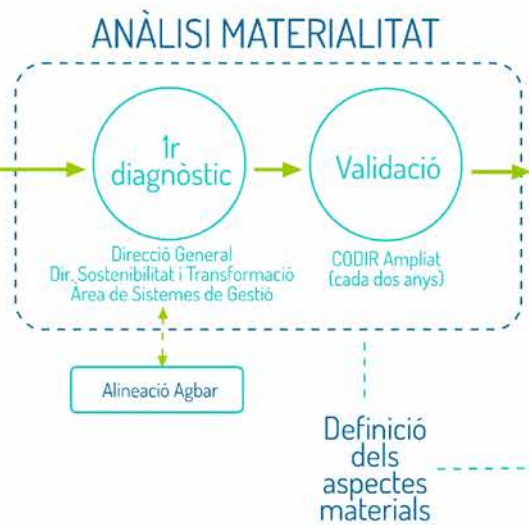 ANÀLISI MATERIALITAT
1r
diagnòstic
Validació
Direcció General
Dir. Sostenibilitat i Transformació
Àrea de Sistemes de Gestió
CODIR Ampliat
(cada dos anys)
Alineació Agbar
Definició
dels
aspectes
materials